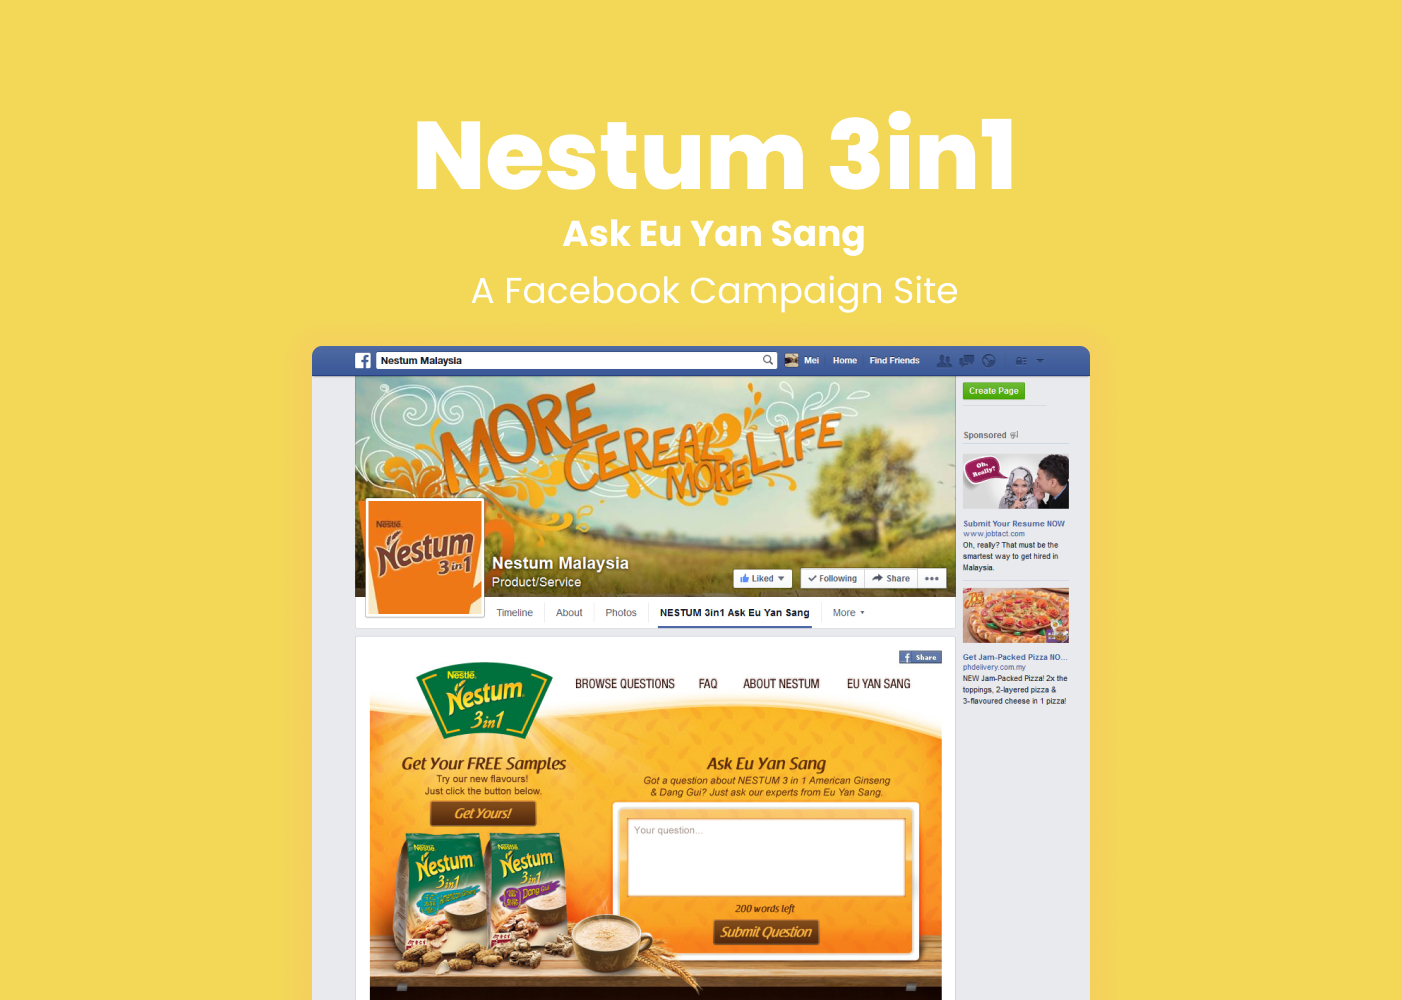 Nestum 3in1
Ask Eu Yan Sang
A Facebook Campaign Site
Nestum Malaysia
Mei Home Find Friends
Create Page
MORE CEREAL MORE LIFE
Sponsored
Oh, Really?
Submit Your Resume NOW
www.jobtact.com
Oh, really? That must be the
smartest way to get hired in
Malaysia.
Nestlé
Nestum
3 in 1
Nestum Malaysia
Product/Service
Liked Following Share
Timeline About Photos NESTUM 3in1 Ask Eu Yan Sang More
Get Jam-Packed Pizza NO...
phdelivery.com.my
NEW Jam-Packed Pizza! 2x the
toppings, 2-layered pizza &
3-flavoured cheese in 1 pizza!
Share
Nestlé
Nestum
3in1
BROWSE QUESTIONS FAQ ABOUT NESTUM EU YAN SANG
Get Your FREE Samples
Try our new flavours!
Just click the button below.
Get Yours!
Ask Eu Yan Sang
Got a question about NESTUM 3 in 1 American Ginseng
& Dang Gui? Just ask our experts from Eu Yan Sang.
Your question...
200 words left
Submit Question
Nestlé
Nestum
3in1
Nestlé
Nestum
3in1
Dang Gui